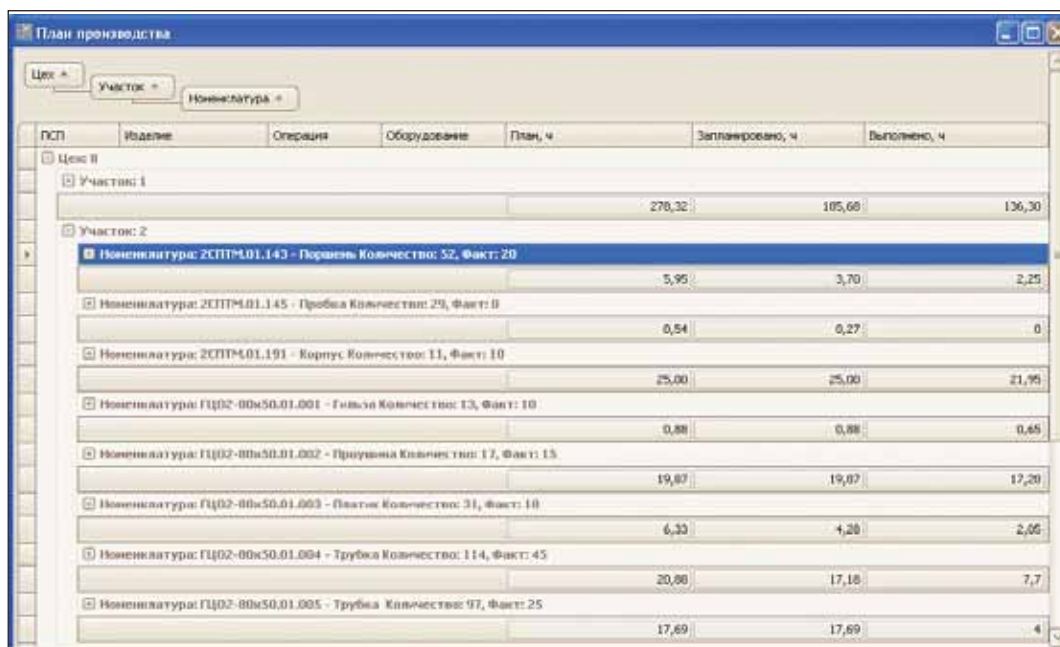 План производства
Цех
Участок
Номенклатура
ПСП Изделие Операция Оборудование План, ч Запланировано, ч Выполнено, ч
Цех: 8
Участок: 1
278,32 185,68 136,30
Участок: 2
Номенклатура: 2СПТМ.01.143 - Поршень Количество: 52, Факт: 20
5,95 3,70 2,25
Номенклатура: 2СПТМ.01.145 - Пробка Количество: 29, Факт: 0
0,54 0,27 0
Номенклатура: 2СПТМ.01.191 - Корпус Количество: 11, Факт: 10
25,00 25,00 21,95
Номенклатура: ГЦ02-80х50.01.001 - Гильза Количество: 13, Факт: 10
0,88 0,88 0,65
Номенклатура: ГЦ02-80х50.01.002 - Проушина Количество: 17, Факт: 15
19,87 19,87 17,28
Номенклатура: ГЦ02-80х50.01.003 - Платик Количество: 31, Факт: 10
6,33 4,28 2,05
Номенклатура: ГЦ02-80х50.01.004 - Трубка Количество: 114, Факт: 45
20,88 17,18 7,7
Номенклатура: ГЦ02-80х50.01.005 - Трубка Количество: 97, Факт: 25
17,69 17,69 4